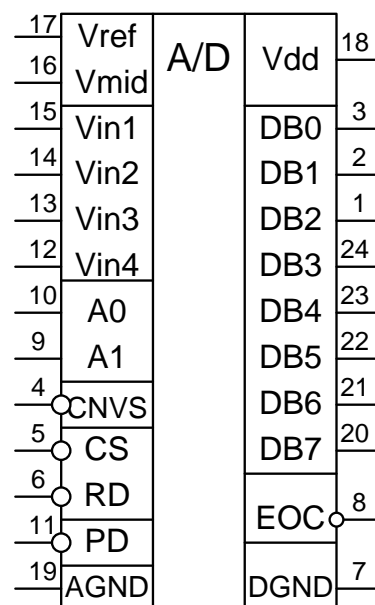 17 Vref A/D Vdd 18
16 Vmid
15 Vin1 DB0 3
14 Vin2 DB1 2
13 Vin3 DB2 1
12 Vin4 DB3 24
10 A0 DB4 23
9 A1 DB5 22
4 CNVS DB6 21
5 CS DB7 20
6 RD
8 EOC
11 PD
19 AGND DGND 7